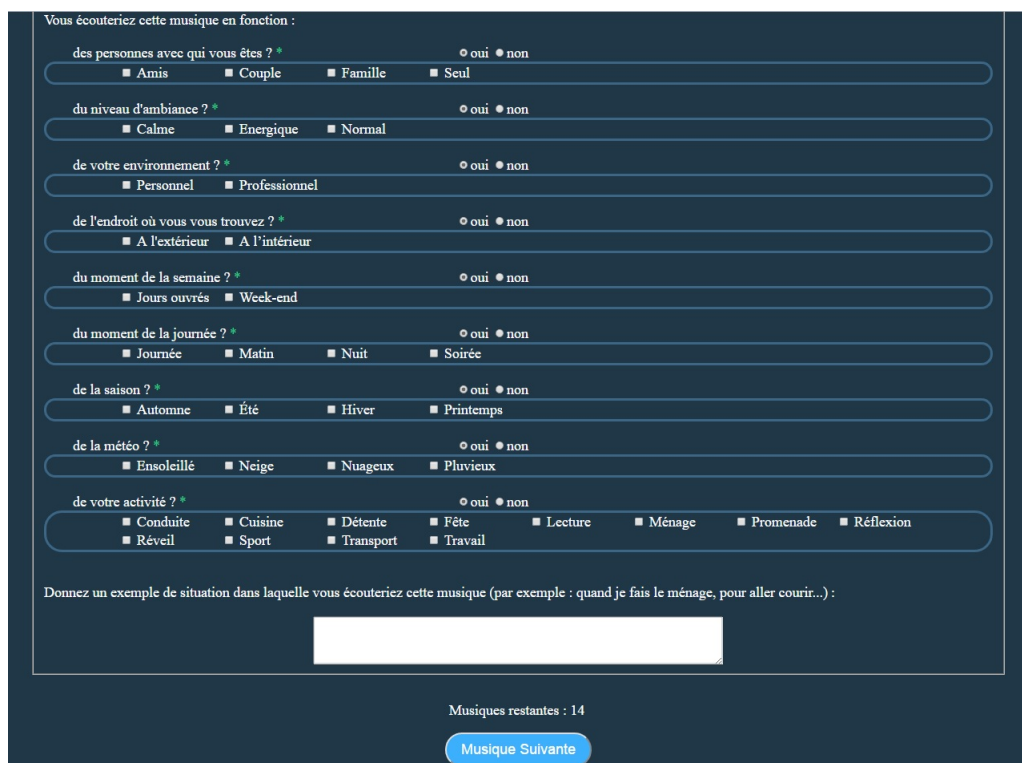 Vous écouteriez cette musique en fonction :
des personnes avec qui vous êtes ? * oui non
Amis Couple Famille Seul
du niveau d'ambiance ? * oui non
Calme Energique Normal
de votre environnement ? * oui non
Personnel Professionnel
de l'endroit où vous vous trouvez ? * oui non
A l'extérieur A l’intérieur
du moment de la semaine ? * oui non
Jours ouvrés Week-end
du moment de la journée ? * oui non
Journée Matin Nuit Soirée
de la saison ? * oui non
Automne Été Hiver Printemps
de la météo ? * oui non
Ensoleillé Neige Nuageux Pluvieux
de votre activité ? * oui non
Conduite Cuisine Détente Fête Lecture Ménage Promenade Réflexion
Réveil Sport Transport Travail
Donnez un exemple de situation dans laquelle vous écouteriez cette musique (par exemple : quand je fais le ménage, pour aller courir...) :
Musiques restantes : 14
Musique Suivante